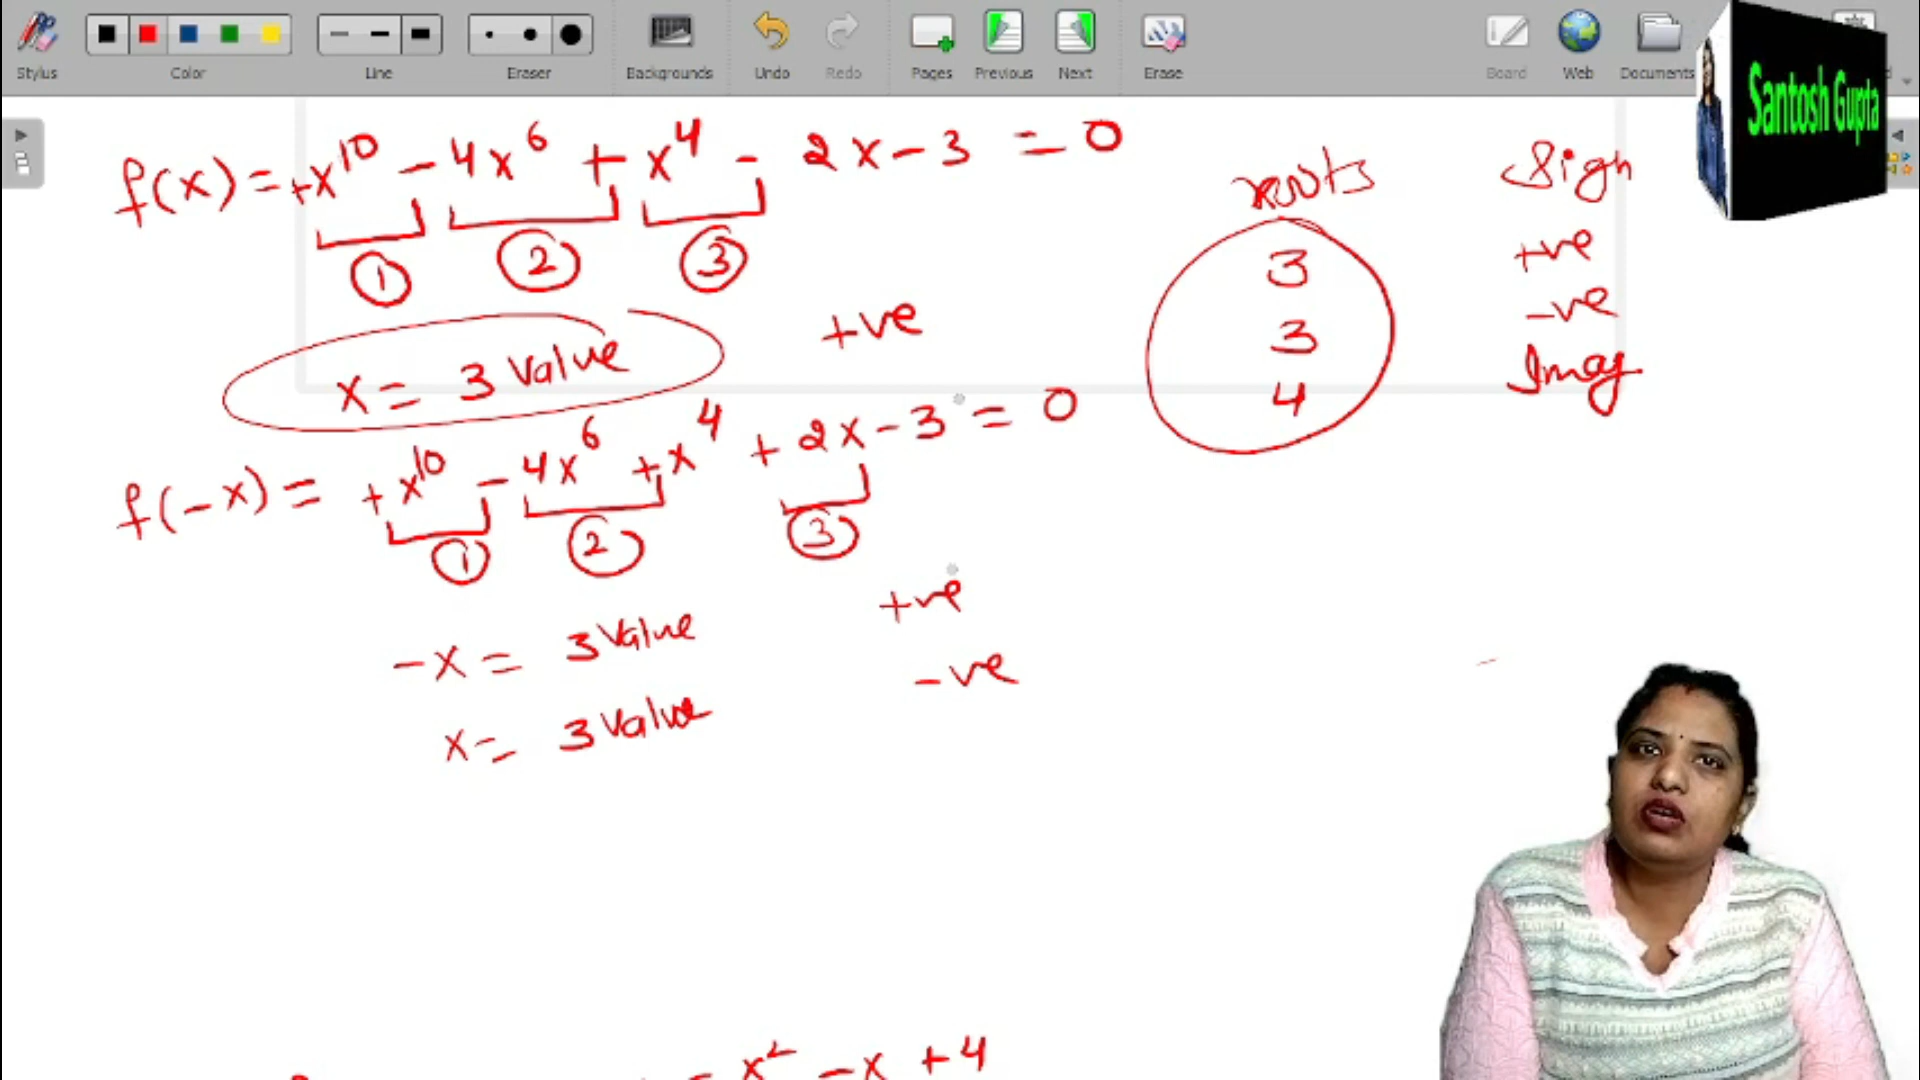 Stylus Color Line Eraser Backgrounds Undo Redo Pages Previous Next Erase Board Web Documents
Santosh Gupta
f(x) = +x¹⁰ - 4x⁶ + x⁴ - 2x - 3 = 0
① ② ③
x = 3 Value +ve
roots Sign
3 +ve
3 -ve
4 Imag
f(-x) = +x¹⁰ - 4x⁶ + x⁴ + 2x - 3 = 0
① ② ③
-x = 3 Value +ve
x = 3 Value -ve
- x² - x + 4